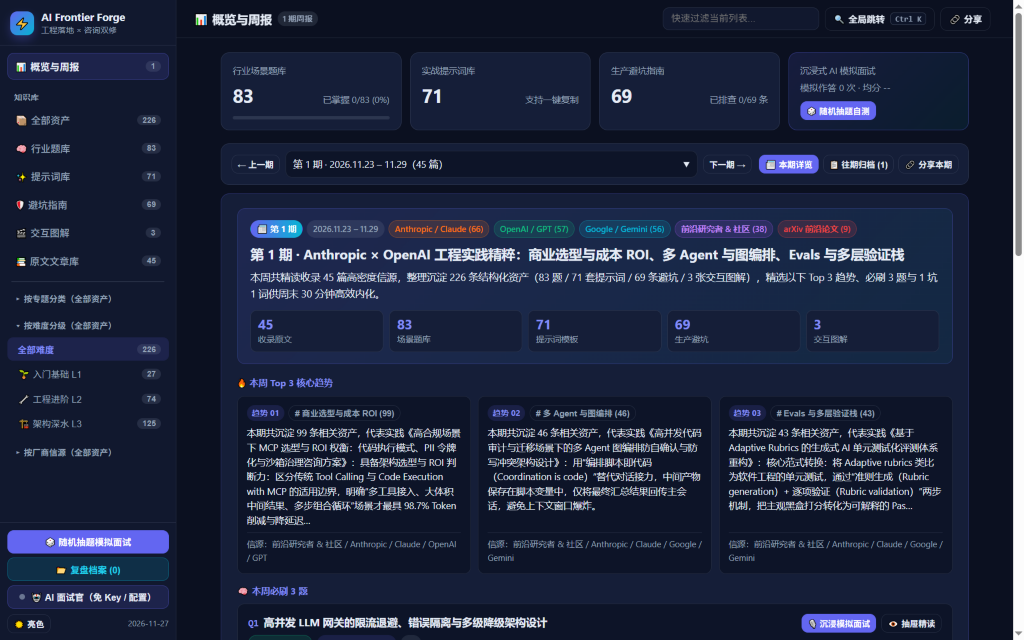 AI Frontier Forge
工程落地 × 咨询双修
概览与周报 1
知识库
全部资产 226
行业题库 83
提示词库 71
避坑指南 69
交互图解 3
原文文章库 45
按专题分类（全部资产）
按难度分级（全部资产）
全部难度 226
入门基础 L1 27
工程进阶 L2 74
架构深水 L3 125
按厂商信源（全部资产）
随机抽题模拟面试
复盘档案 (0)
AI 面试官（免 Key / 配置）
亮色 2026-11-27
概览与周报 1 期周报
快速过滤当前列表...
全局跳转 Ctrl K
分享
行业场景题库
83 已掌握 0/83 (0%)
实战提示词库
71 支持一键复制
生产避坑指南
69 已排查 0/69 条
沉浸式 AI 模拟面试
模拟作答 0 次 · 均分 --
随机抽题自测
← 上一期
第 1 期 · 2026.11.23 – 11.29（45 篇）
下一期 →
本期详览
往期归档 (1)
分享本期
第 1 期 2026.11.23 – 11.29 Anthropic / Claude (66) OpenAI / GPT (57) Google / Gemini (56) 前沿研究者 & 社区 (38) arXiv 前沿论文 (9)
第 1 期 · Anthropic × OpenAI 工程实践精粹：商业选型与成本 ROI、多 Agent 与图编排、Evals 与多层验证栈
本周共精读收录 45 篇高密度信源，整理沉淀 226 条结构化资产（83 题 / 71 套提示词 / 69 条避坑 / 3 张交互图解），精选以下 Top 3 趋势、必刷 3 题与 1 坑
1 词供周末 30 分钟高效内化。
45
收录原文
83
场景题库
71
提示词模板
69
生产避坑
3
交互图解
本周 Top 3 核心趋势
趋势 01 # 商业选型与成本 ROI (99)
本期共沉淀 99 条相关资产，代表实践《高合规场景
下 MCP 选型与 ROI 权衡：代码执行模式、PII 令牌
化与沙箱治理咨询方案》：具备架构选型与 ROI 判
断力：区分传统 Tool Calling 与 Code Execution
with MCP 的适用边界，明确“多工具接入、大体积
中间结果、多步组合循环”场景才最具 98.7% Token
削减与降延迟...
信源：前沿研究者 & 社区 / Anthropic / Claude / OpenAI
/ GPT
趋势 02 # 多 Agent 与图编排 (46)
本期共沉淀 46 条相关资产，代表实践《高并发代码
审计与迁移场景下的多 Agent 图编排防自确认与防
写冲突架构设计》：用“编排脚本即代码
（Coordination is code）”替代对话接力，中间产物
保存在脚本变量中，仅将最终汇总结果回传主会
话，避免上下文窗口爆炸。
信源：前沿研究者 & 社区 / Anthropic / Claude / Google /
Gemini
趋势 03 # Evals 与多层验证栈 (43)
本期共沉淀 43 条相关资产，代表实践《基于
Adaptive Rubrics 的生成式 AI 单元测试化评测体系
重构》：核心范式转换：将 Adaptive rubrics 类比
为软件工程的单元测试，通过“准则生成（Rubric
generation）+ 逐项验证（Rubric validation）”两步
机制，把主观黑盒打分转化为可解释的 Pas...
信源：前沿研究者 & 社区 / Anthropic / Claude / Google /
Gemini
本周必刷 3 题
Q1 高并发 LLM 网关的限流退避、错误隔离与多级降级架构设计
沉浸模拟面试
抽屉精读